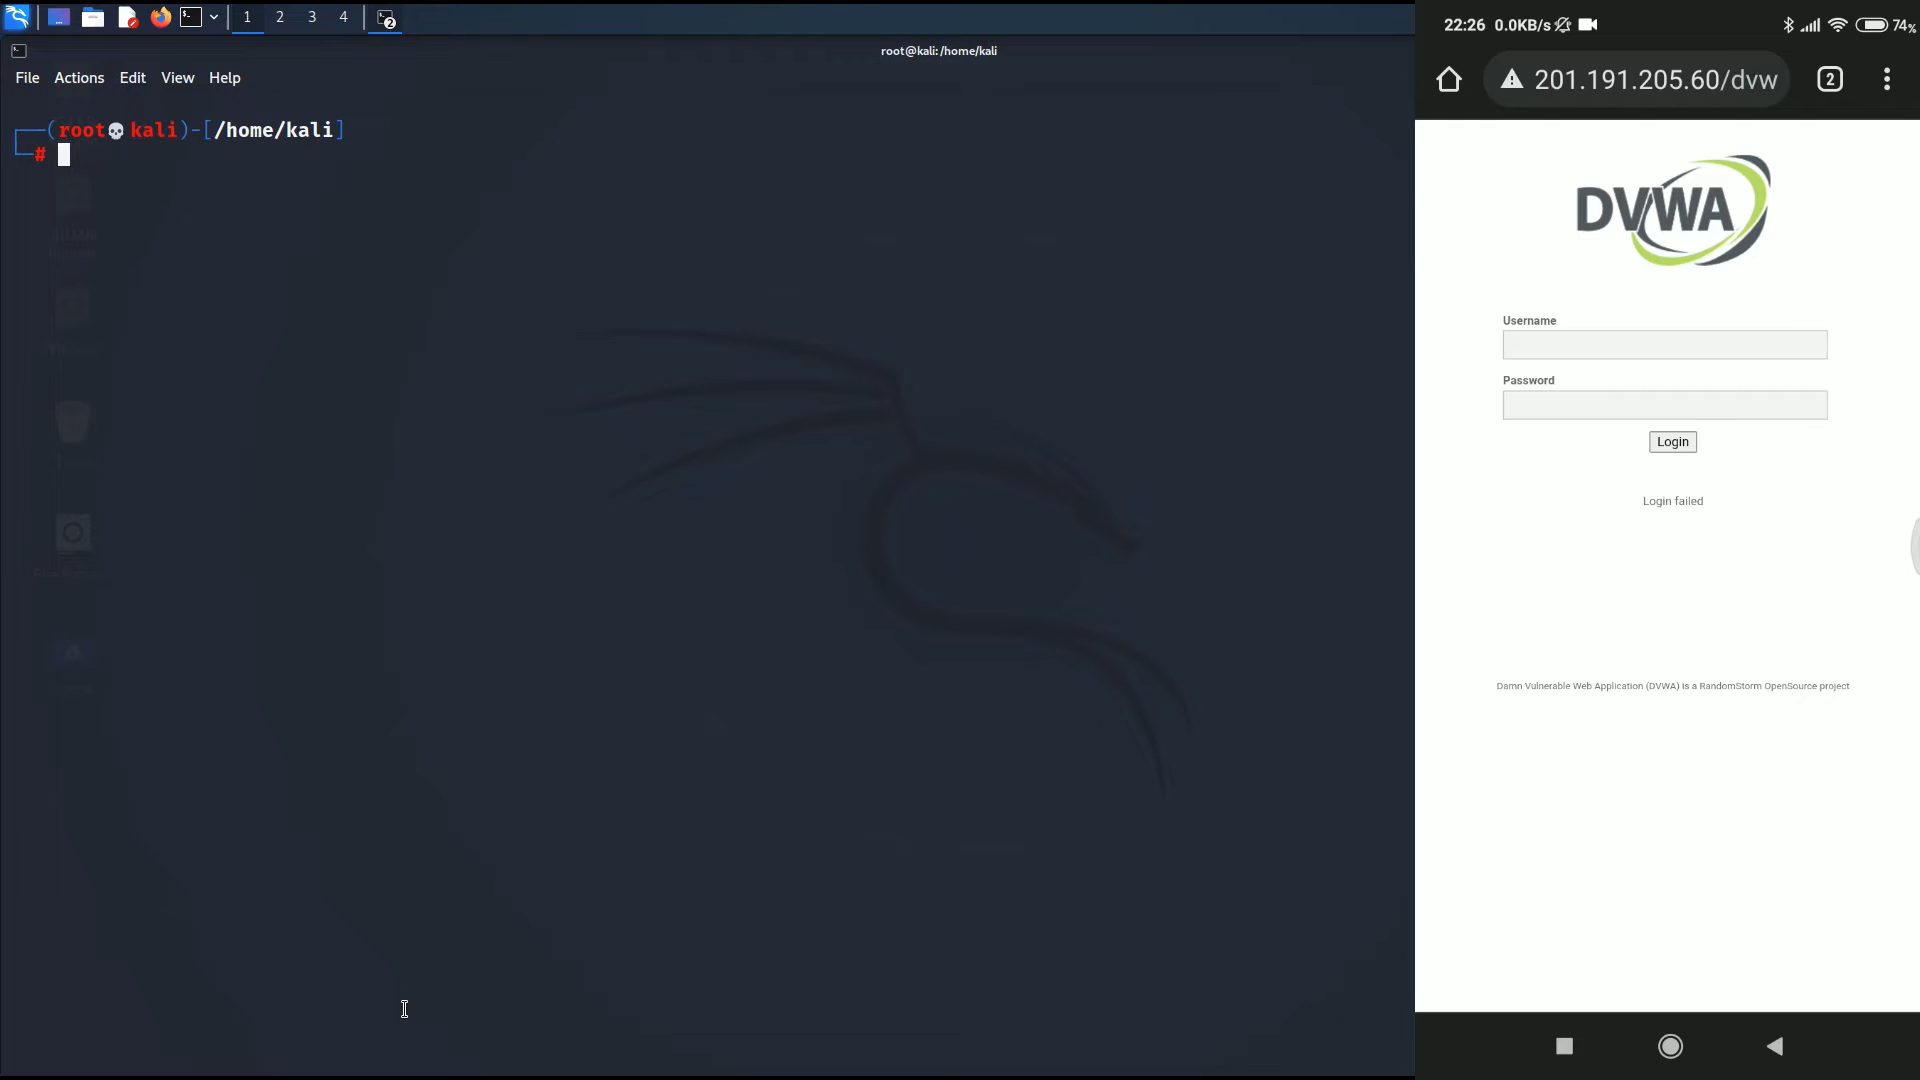 1 2 3 4 2
root@kali: /home/kali
File Actions Edit View Help
┌──(root💀kali)-[/home/kali]
└─#
22:26 0.0KB/s 74%
201.191.205.60/dvw 2
DVWA
Username
Password
Login
Login failed
Damn Vulnerable Web Application (DVWA) is a RandomStorm OpenSource project